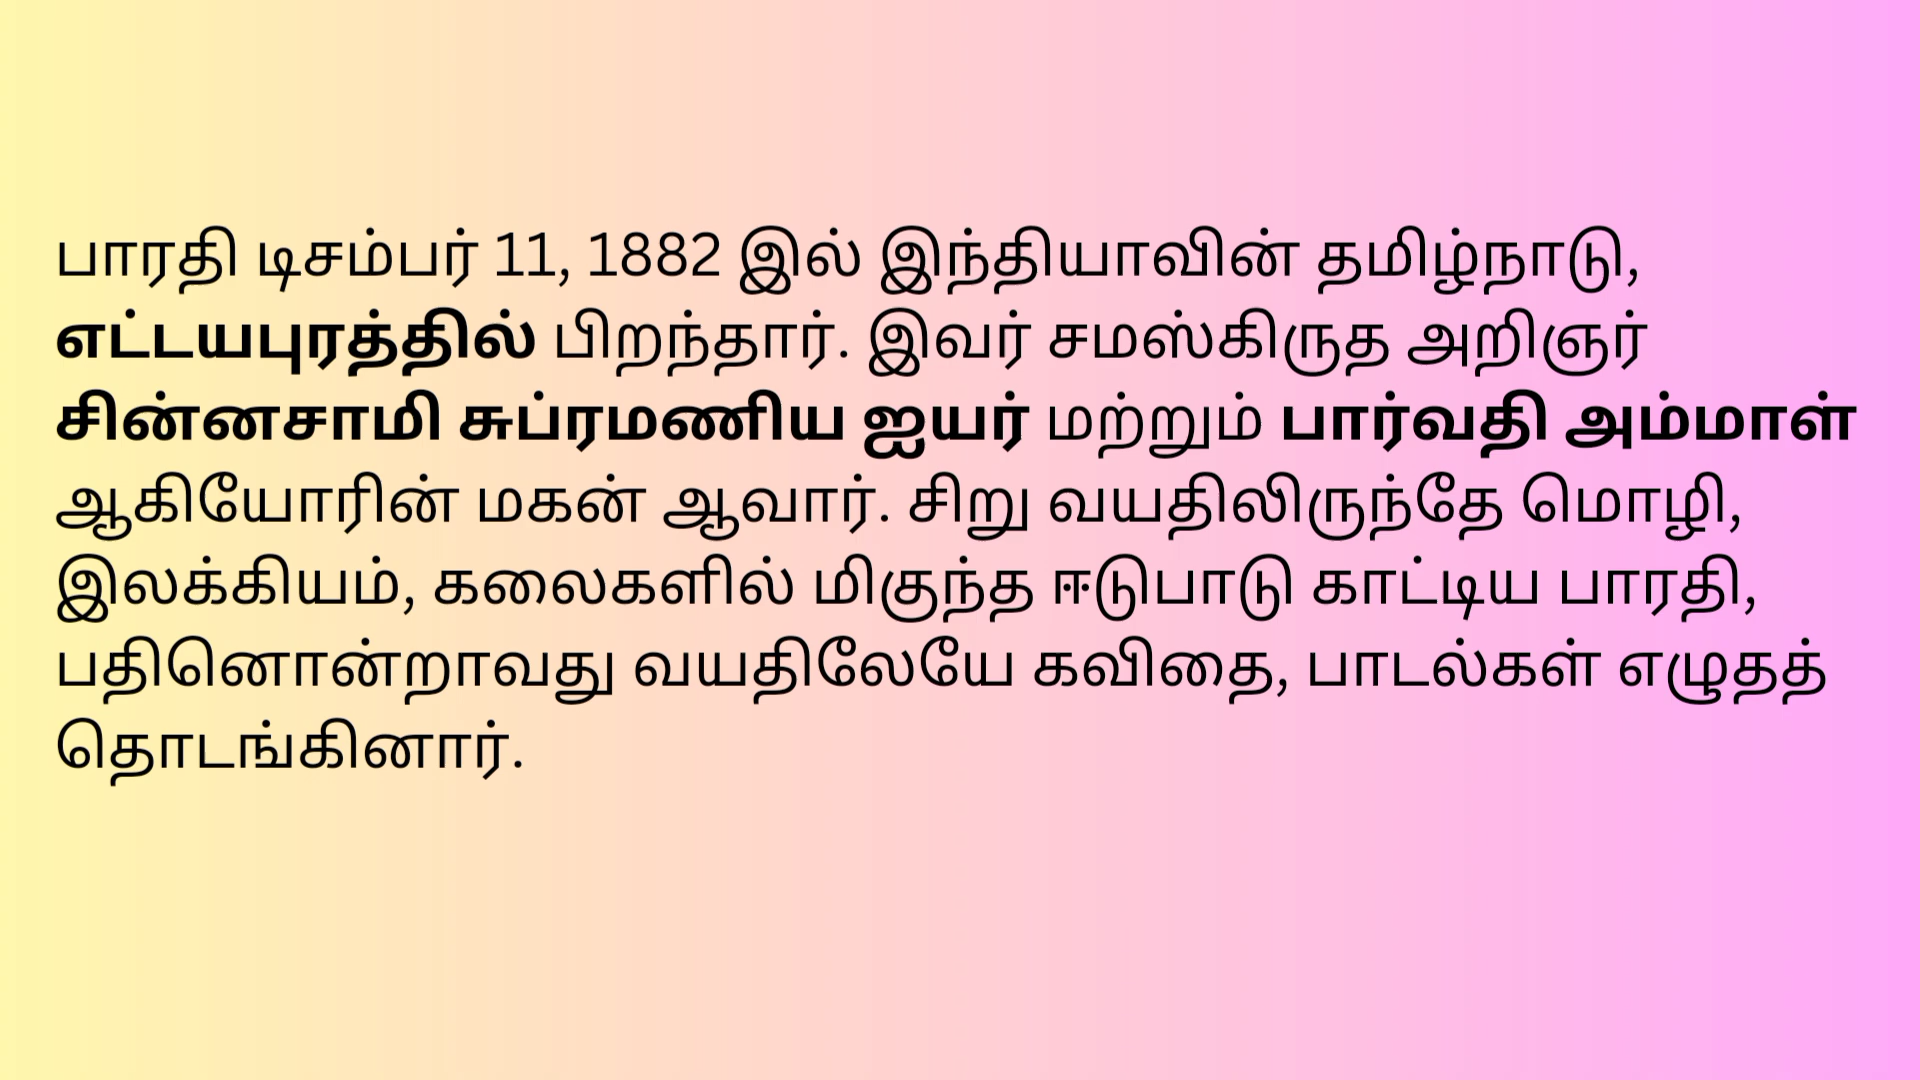 பாரதி டிசம்பர் 11, 1882 இல் இந்தியாவின் தமிழ்நாடு,
எட்டயபுரத்தில் பிறந்தார். இவர் சமஸ்கிருத அறிஞர்
சின்னசாமி சுப்ரமணிய ஐயர் மற்றும் பார்வதி அம்மாள்
ஆகியோரின் மகன் ஆவார். சிறு வயதிலிருந்தே மொழி,
இலக்கியம், கலைகளில் மிகுந்த ஈடுபாடு காட்டிய பாரதி,
பதினொன்றாவது வயதிலேயே கவிதை, பாடல்கள் எழுதத்
தொடங்கினார்.